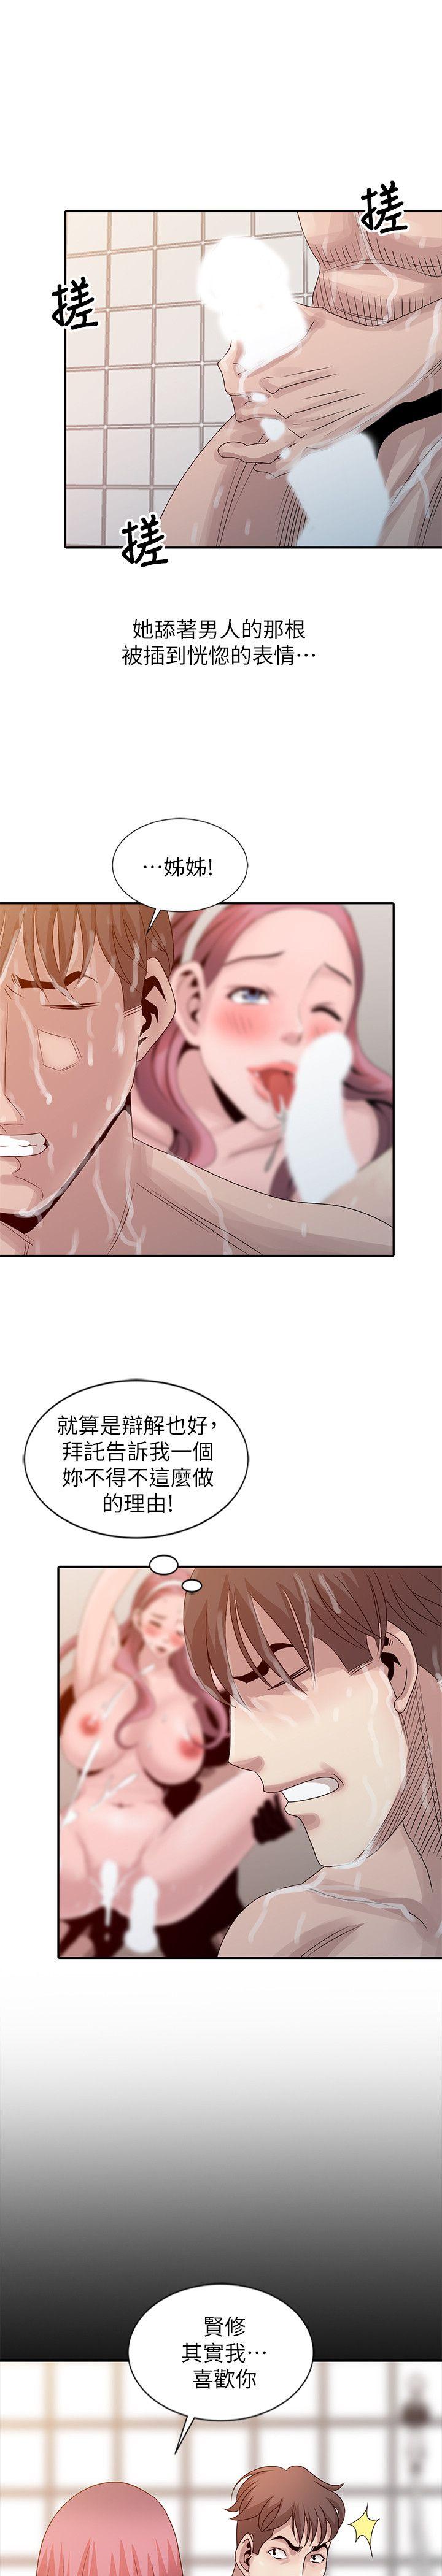 搓
搓
搓
她舔著男人的那根
被插到恍惚的表情⋯
⋯姊姊!
就算是辯解也好，
拜託告訴我一個
妳不得不這麼做
的理由!
賢修
其實我⋯
喜歡你